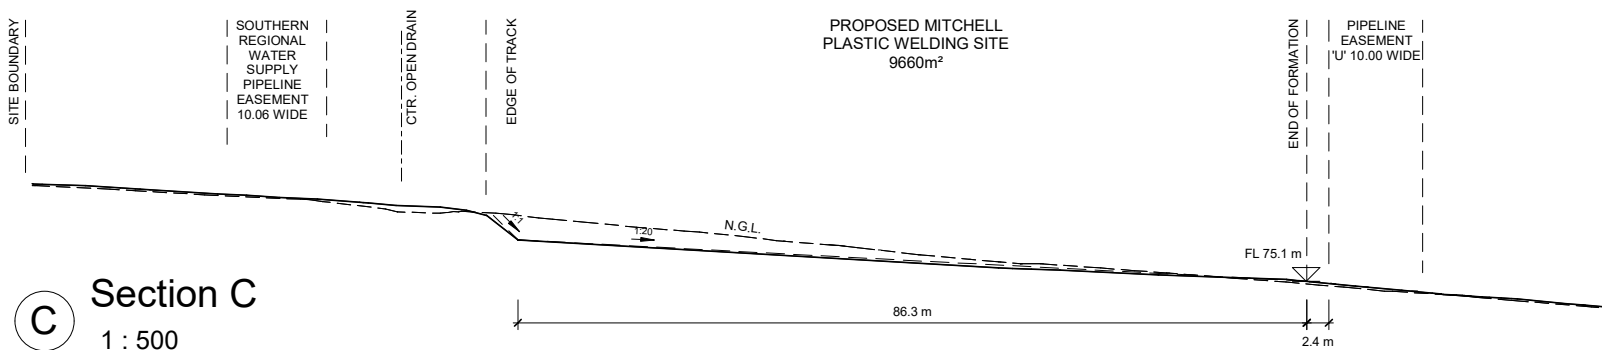 SITE BOUNDARY
SOUTHERN
REGIONAL
WATER
SUPPLY
PIPELINE
EASEMENT
10.06 WIDE
CTR. OPEN DRAIN
EDGE OF TRACK
PROPOSED MITCHELL
PLASTIC WELDING SITE
9660m²
END OF FORMATION
PIPELINE
EASEMENT
'U' 10.00 WIDE
1:1
N.G.L.
1:20
FL 75.1 m
86.3 m
2.4 m
C
Section C
1 : 500